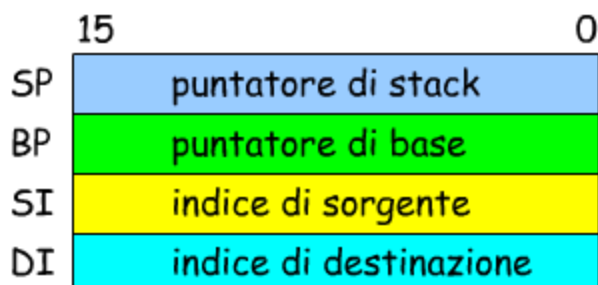 15 0
SP puntatore di stack
BP puntatore di base
SI indice di sorgente
DI indice di destinazione